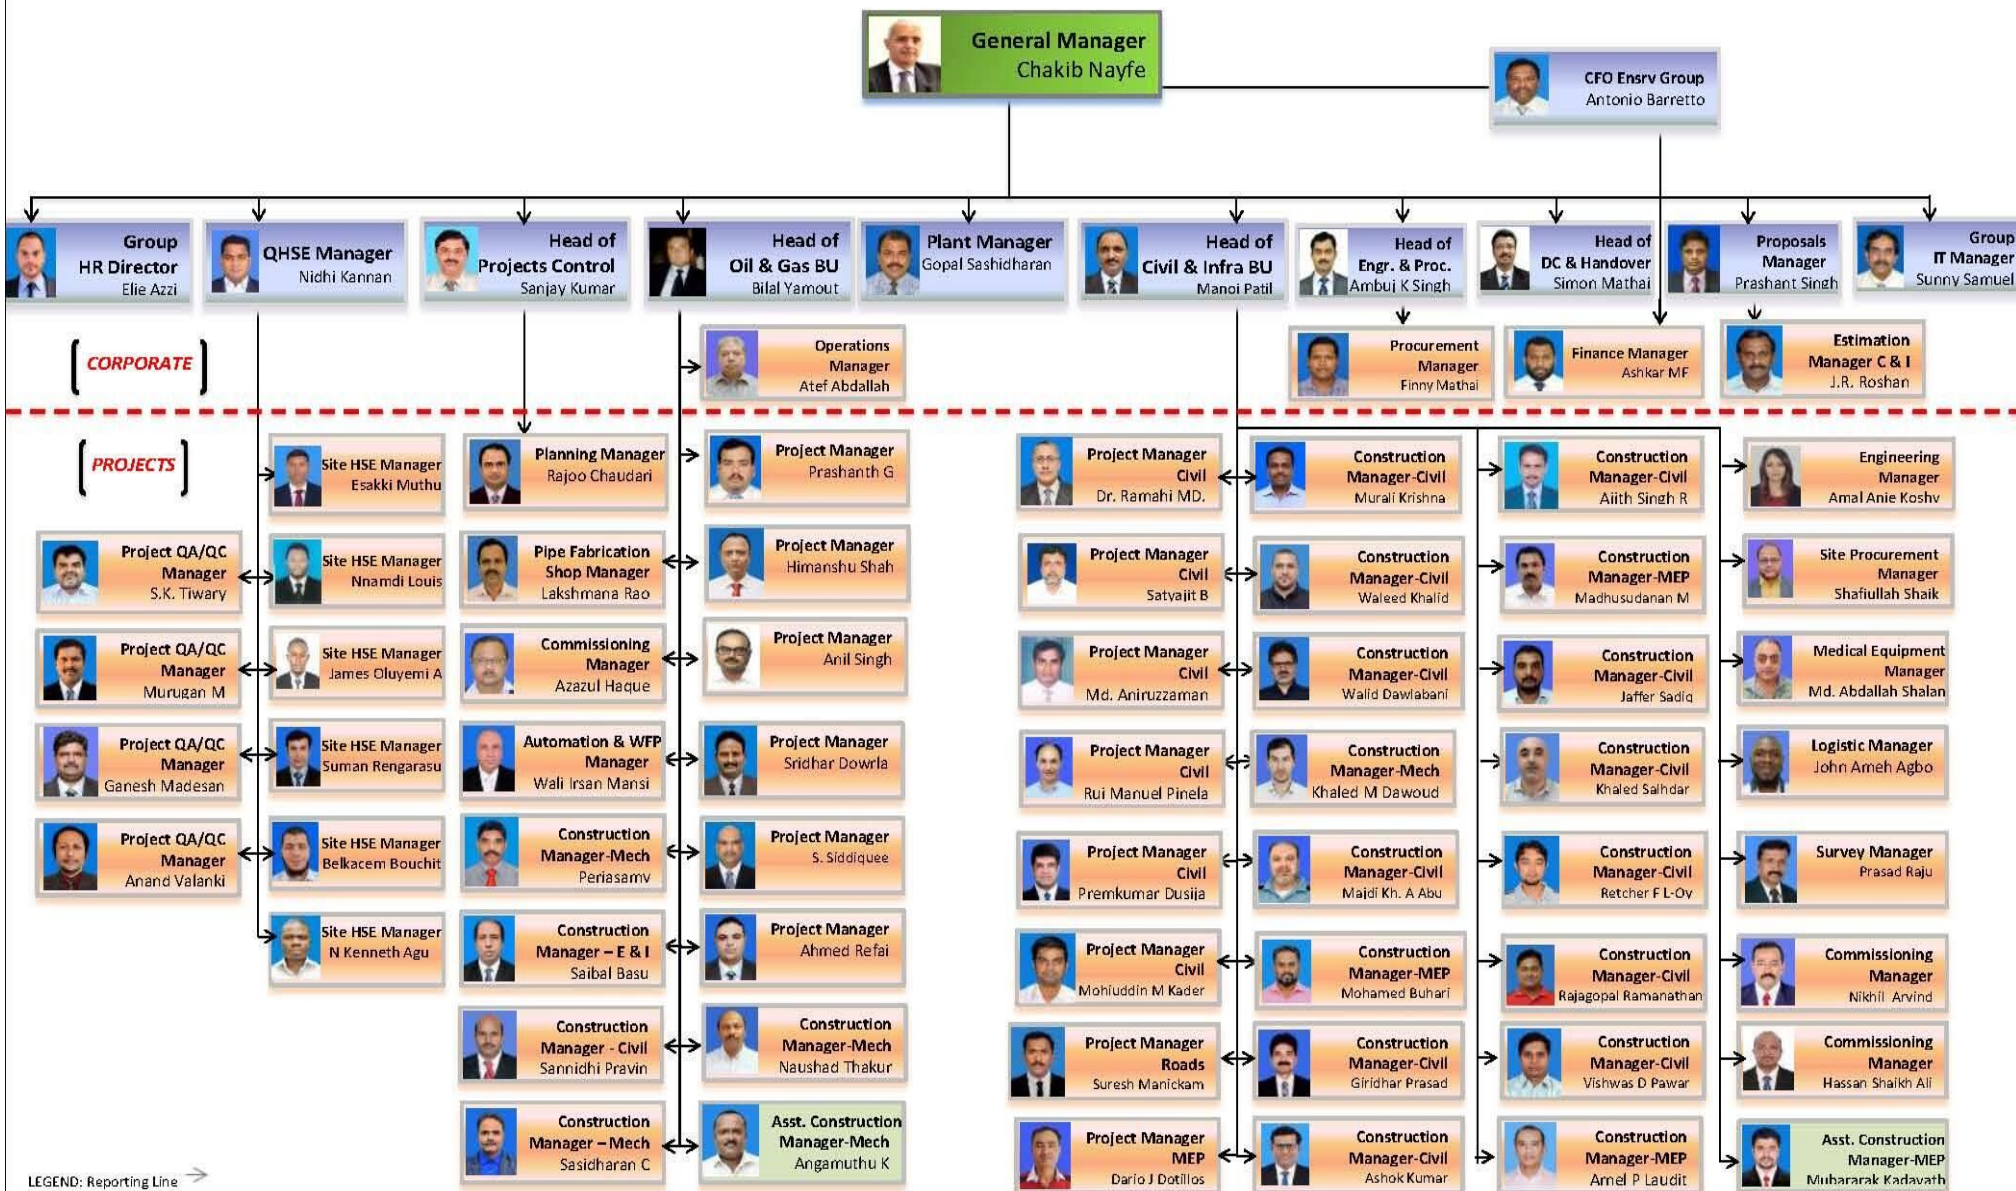 General Manager
Chakib Nayfe
CFO Ensrv Group
Antonio Barretto
Group
HR Director
Elie Azzi
QHSE Manager
Nidhi Kannan
Head of
Projects Control
Sanjay Kumar
Head of
Oil & Gas BU
Bilal Yamout
Plant Manager
Gopal Sashidharan
Head of
Civil & Infra BU
Manoj Patil
Head of
Engr. & Proc.
Ambuj K Singh
Head of
DC & Handover
Simon Mathai
Proposals
Manager
Prashant Singh
Group
IT Manager
Sunny Samuel
CORPORATE
Operations
Manager
Atef Abdallah
Procurement
Manager
Finny Mathai
Finance Manager
Ashkar MF
Estimation
Manager C & I
J.R. Roshan
PROJECTS
Site HSE Manager
Esakki Muthu
Planning Manager
Rajoo Chaudari
Project Manager
Prashanth G
Project Manager
Civil
Dr. Ramahi MD.
Construction
Manager-Civil
Murali Krishna
Construction
Manager-Civil
Ajith Singh R
Engineering
Manager
Amal Anie Koshy
Project QA/QC
Manager
S.K. Tiwary
Site HSE Manager
Nnamdi Louis
Pipe Fabrication
Shop Manager
Lakshmana Rao
Project Manager
Himanshu Shah
Project Manager
Civil
Satyajit B
Construction
Manager-Civil
Waleed Khalid
Construction
Manager-MEP
Madhusudanan M
Site Procurement
Manager
Shafiullah Shaik
Project QA/QC
Manager
Murugan M
Site HSE Manager
James Oluyemi A
Commissioning
Manager
Azazul Haque
Project Manager
Anil Singh
Project Manager
Civil
Md. Aniruzzaman
Construction
Manager-Civil
Walid Dawlabani
Construction
Manager-Civil
Jaffer Sadiq
Medical Equipment
Manager
Md. Abdallah Shalan
Project QA/QC
Manager
Ganesh Madesan
Site HSE Manager
Suman Rengarasu
Automation & WFP
Manager
Wali Irsan Mansi
Project Manager
Sridhar Dowrla
Project Manager
Civil
Rui Manuel Pinela
Construction
Manager-Mech
Khaled M Dawoud
Construction
Manager-Civil
Khaled Salhdar
Logistic Manager
John Ameh Agbo
Project QA/QC
Manager
Anand Valanki
Site HSE Manager
Belkacem Bouchit
Construction
Manager-Mech
Periasamy
Project Manager
S. Siddiquee
Project Manager
Civil
Premkumar Dusija
Construction
Manager-Civil
Majdi Kh. A Abu
Construction
Manager-Civil
Retcher F L-Oy
Survey Manager
Prasad Raju
Site HSE Manager
N Kenneth Agu
Construction
Manager – E & I
Saibal Basu
Project Manager
Ahmed Refai
Project Manager
Civil
Mohiuddin M Kader
Construction
Manager-MEP
Mohamed Buhari
Construction
Manager-Civil
Rajagopal Ramanathan
Commissioning
Manager
Nikhil Arvind
Construction
Manager - Civil
Sannidhi Pravin
Construction
Manager-Mech
Naushad Thakur
Project Manager
Roads
Suresh Manickam
Construction
Manager-Civil
Giridhar Prasad
Construction
Manager-Civil
Vishwas D Pawar
Commissioning
Manager
Hassan Shaikh Ali
Construction
Manager – Mech
Sasidharan C
Asst. Construction
Manager-Mech
Angamuthu K
Project Manager
MEP
Dario J Dotillos
Construction
Manager-Civil
Ashok Kumar
Construction
Manager-MEP
Arnel P Laudit
Asst. Construction
Manager-MEP
Mubararak Kadavath
LEGEND: Reporting Line